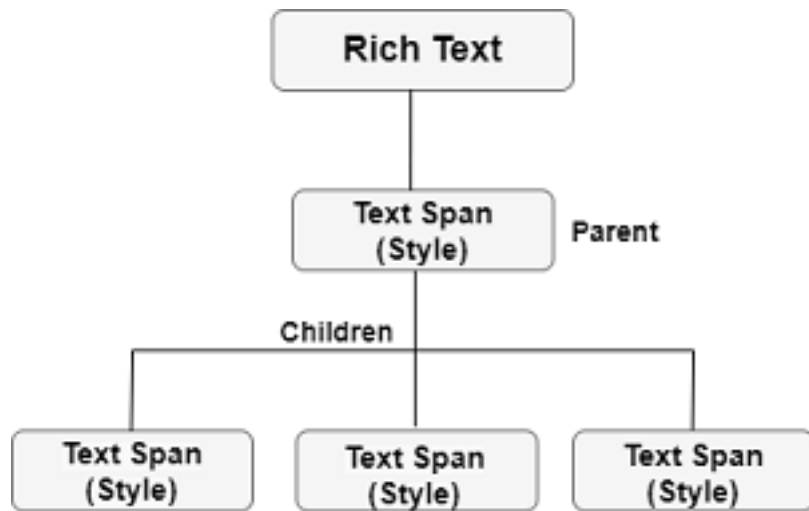 Rich Text
Text Span
(Style)
Parent
Children
Text Span
(Style)
Text Span
(Style)
Text Span
(Style)